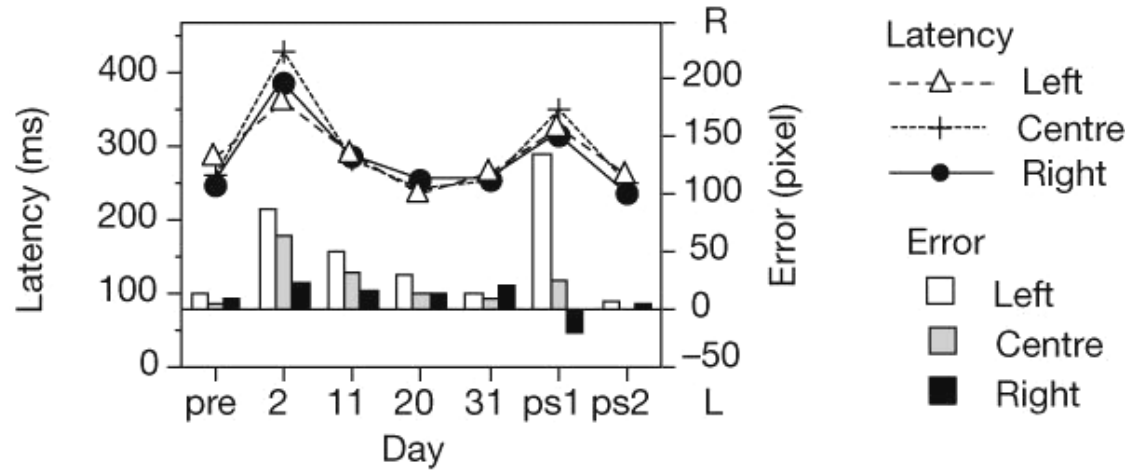 Latency (ms)
400
300
200
100
0
pre 2 11 20 31 ps1 ps2
Day
R
200
150
100
50
0
–50
L
Error (pixel)
Latency
Left
Centre
Right
Error
Left
Centre
Right